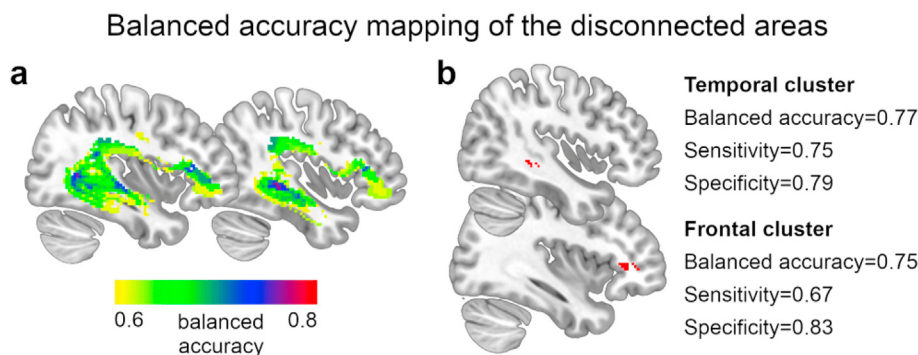 Balanced accuracy mapping of the disconnected areas
a
0.6
balanced
accuracy
0.8
b
Temporal cluster
Balanced accuracy=0.77
Sensitivity=0.75
Specificity=0.79
Frontal cluster
Balanced accuracy=0.75
Sensitivity=0.67
Specificity=0.83